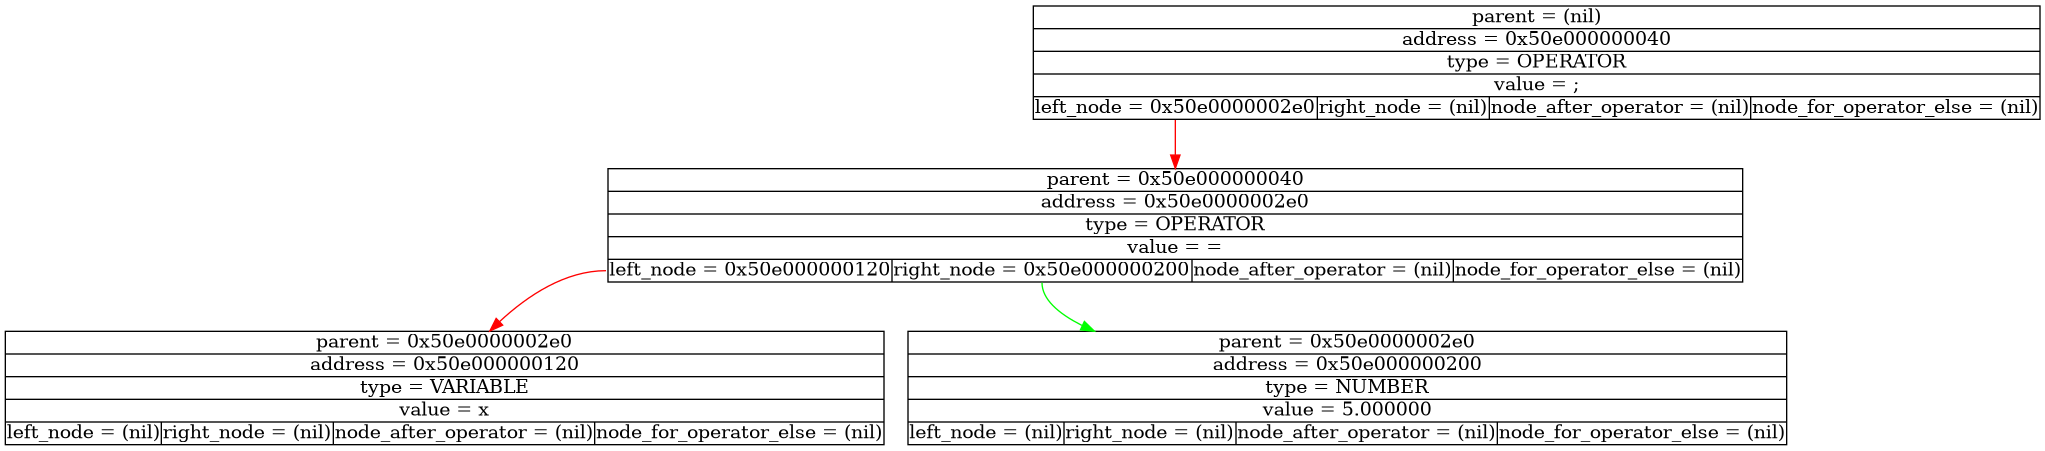 parent = (nil)
address = 0x50e000000040
type = OPERATOR
value = ;
left_node = 0x50e0000002e0 right_node = (nil) node_after_operator = (nil) node_for_operator_else = (nil)
parent = 0x50e000000040
address = 0x50e0000002e0
type = OPERATOR
value = =
left_node = 0x50e000000120 right_node = 0x50e000000200 node_after_operator = (nil) node_for_operator_else = (nil)
parent = 0x50e0000002e0
address = 0x50e000000120
type = VARIABLE
value = x
left_node = (nil) right_node = (nil) node_after_operator = (nil) node_for_operator_else = (nil)
parent = 0x50e0000002e0
address = 0x50e000000200
type = NUMBER
value = 5.000000
left_node = (nil) right_node = (nil) node_after_operator = (nil) node_for_operator_else = (nil)